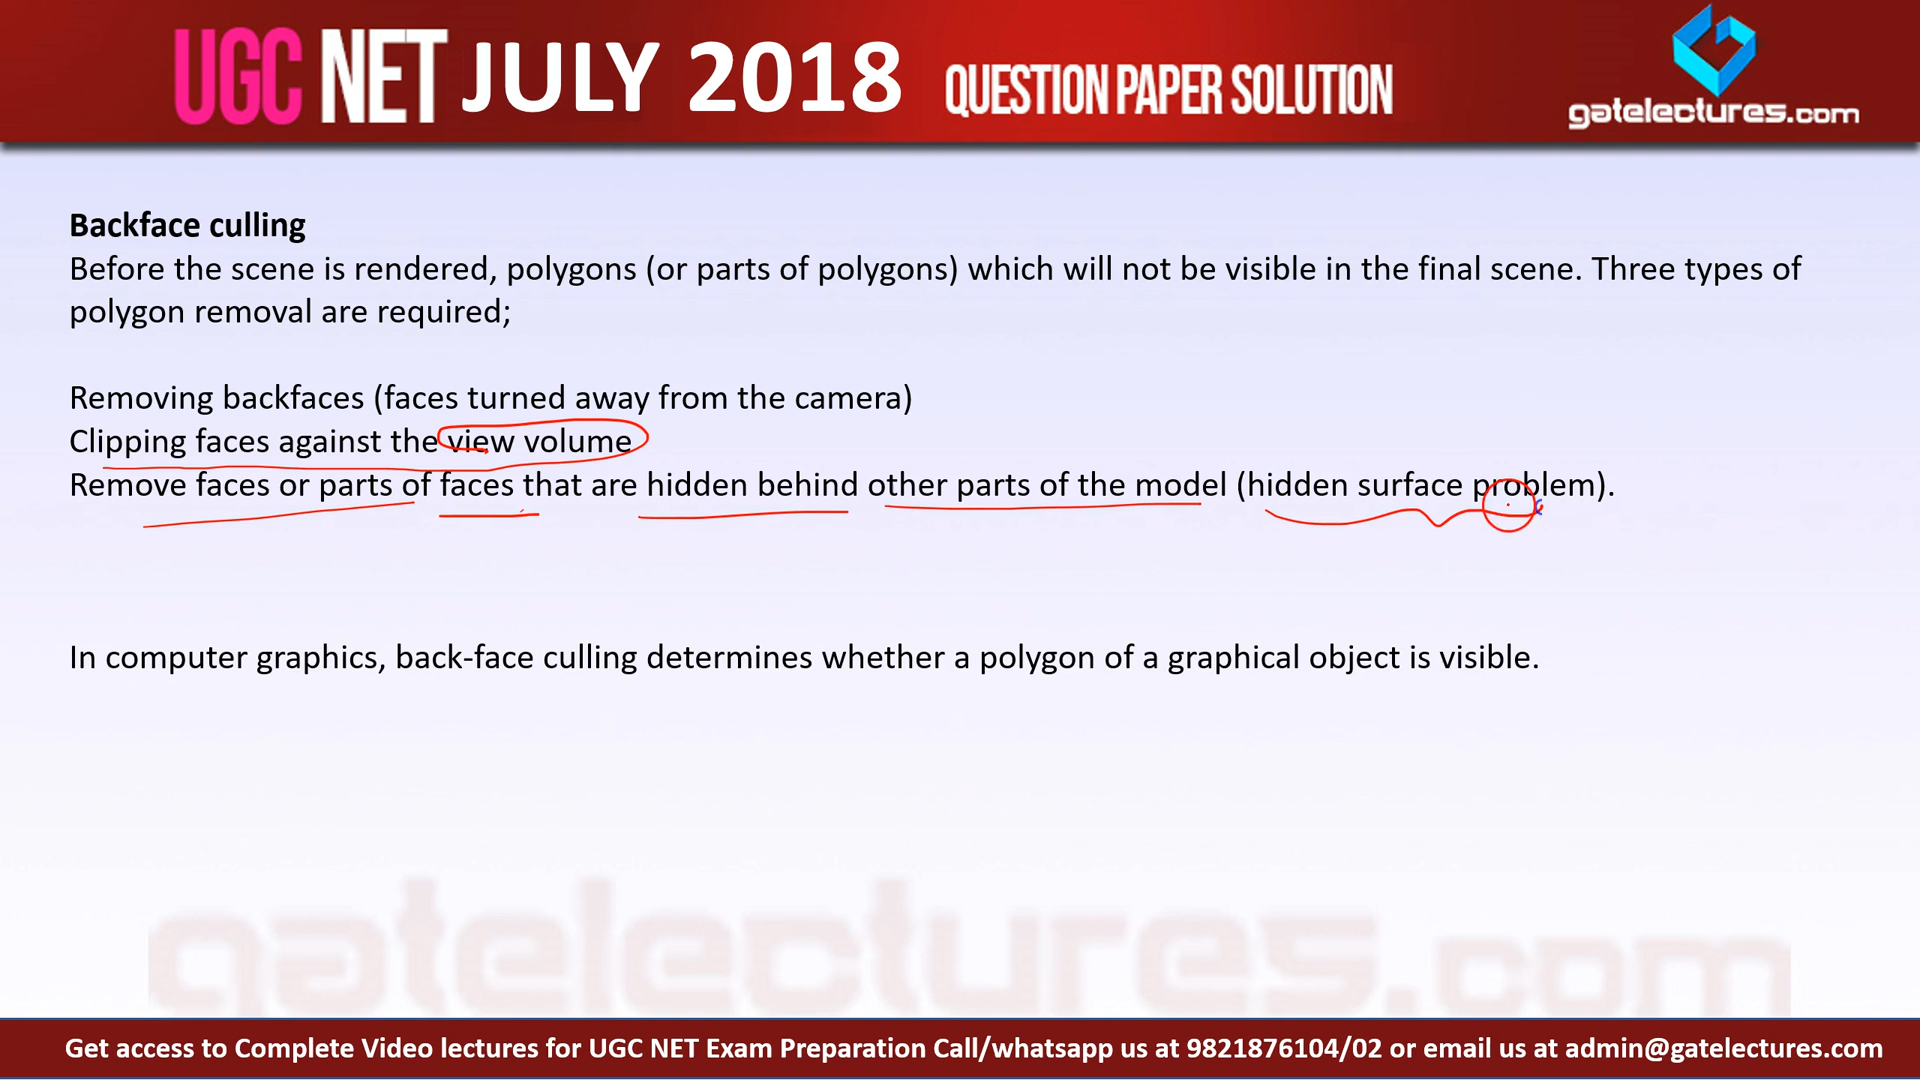 UGC NET JULY 2018 QUESTION PAPER SOLUTION
gatelectures.com
Backface culling
Before the scene is rendered, polygons (or parts of polygons) which will not be visible in the final scene. Three types of
polygon removal are required;
Removing backfaces (faces turned away from the camera)
Clipping faces against the view volume
Remove faces or parts of faces that are hidden behind other parts of the model (hidden surface problem).
In computer graphics, back-face culling determines whether a polygon of a graphical object is visible.
gatelectures.com
Get access to Complete Video lectures for UGC NET Exam Preparation Call/whatsapp us at 9821876104/02 or email us at admin@gatelectures.com